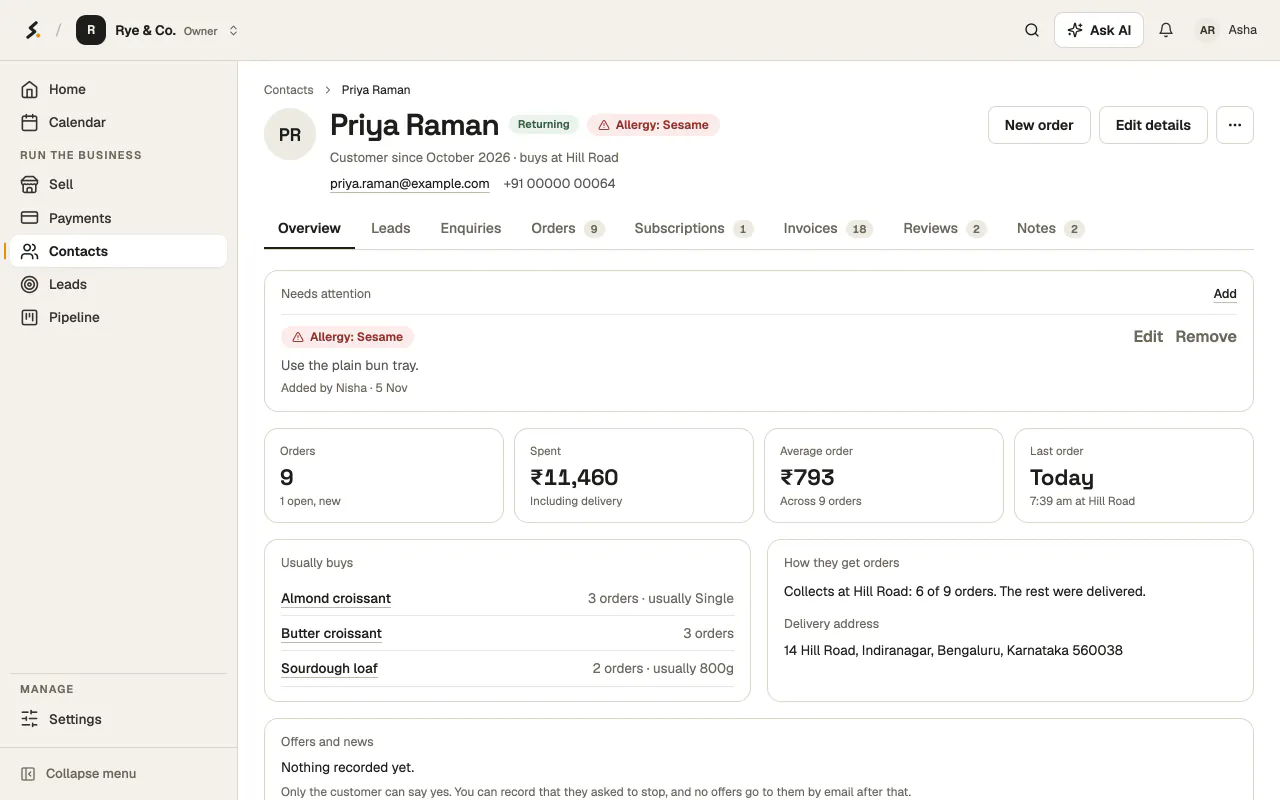 / R Rye & Co. Owner
Ask AI
AR Asha
Home
Calendar
RUN THE BUSINESS
Sell
Payments
Contacts
Leads
Pipeline
MANAGE
Settings
Collapse menu
Contacts > Priya Raman
PR
Priya Raman Returning Allergy: Sesame
Customer since October 2026 · buys at Hill Road
priya.raman@example.com +91 00000 00064
New order Edit details ...
Overview Leads Enquiries Orders 9 Subscriptions 1 Invoices 18 Reviews 2 Notes 2
Needs attention Add
Allergy: Sesame Edit Remove
Use the plain bun tray.
Added by Nisha · 5 Nov
Orders
9
1 open, new
Spent
₹11,460
Including delivery
Average order
₹793
Across 9 orders
Last order
Today
7:39 am at Hill Road
Usually buys
Almond croissant 3 orders · usually Single
Butter croissant 3 orders
Sourdough loaf 2 orders · usually 800g
How they get orders
Collects at Hill Road: 6 of 9 orders. The rest were delivered.
Delivery address
14 Hill Road, Indiranagar, Bengaluru, Karnataka 560038
Offers and news
Nothing recorded yet.
Only the customer can say yes. You can record that they asked to stop, and no offers go to them by email after that.